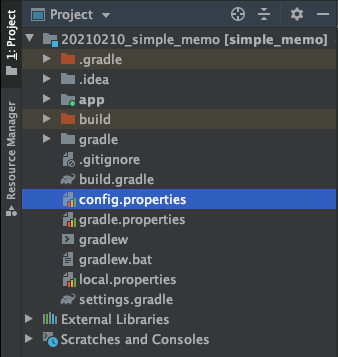 1: Project
Resource Manager
Project
20210210_simple_memo [simple_memo]
.gradle
.idea
app
build
gradle
.gitignore
build.gradle
config.properties
gradle.properties
gradlew
gradlew.bat
local.properties
settings.gradle
External Libraries
Scratches and Consoles